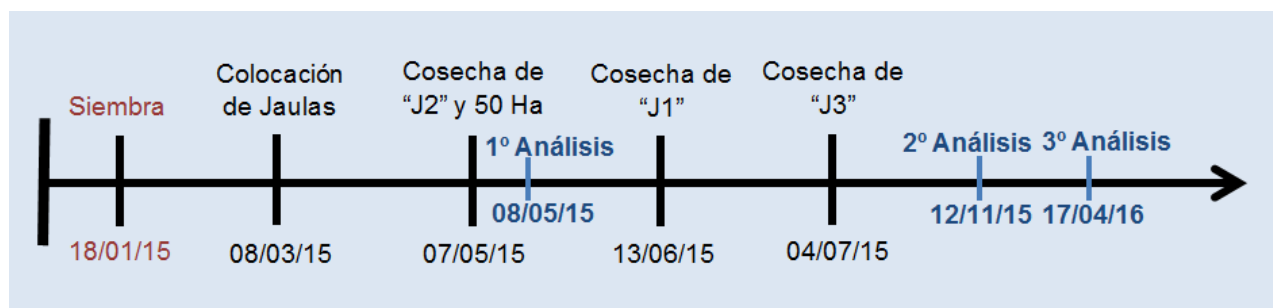 Siembra
Colocación
de Jaulas
Cosecha de
“J2” y 50 Ha
Cosecha de
“J1”
Cosecha de
“J3”
1º Análisis
2º Análisis
3º Análisis
08/05/15
12/11/15
17/04/16
18/01/15
08/03/15
07/05/15
13/06/15
04/07/15